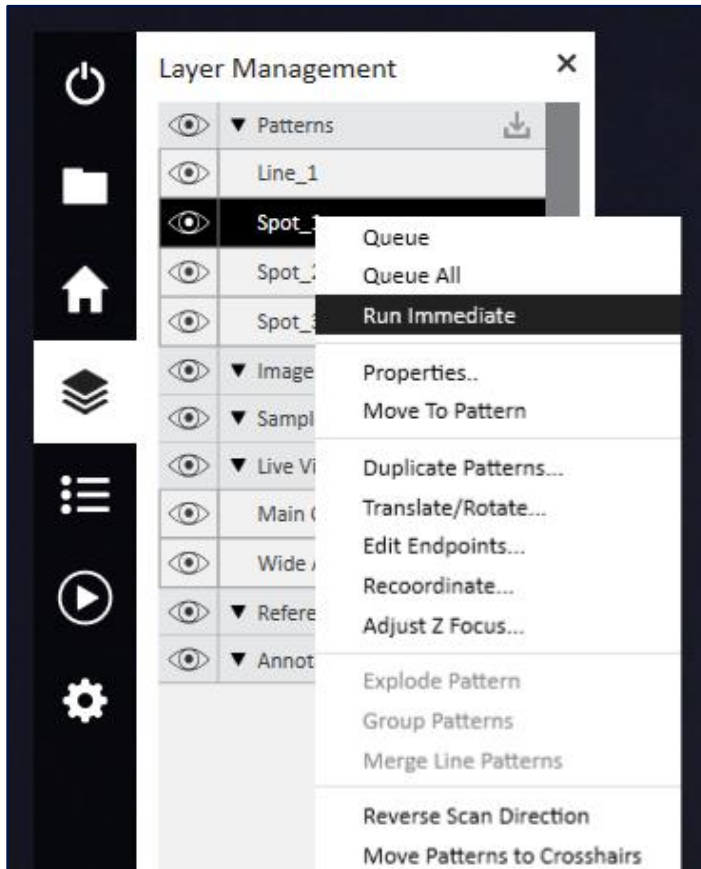 Layer Management
Patterns
Line_1
Spot_
Spot_
Spot_
Image
Sampl
Live Vi
Main
Wide
Refere
Annot
Queue
Queue All
Run Immediate
Properties..
Move To Pattern
Duplicate Patterns...
Translate/Rotate...
Edit Endpoints...
Recoordinate...
Adjust Z Focus...
Explode Pattern
Group Patterns
Merge Line Patterns
Reverse Scan Direction
Move Patterns to Crosshairs